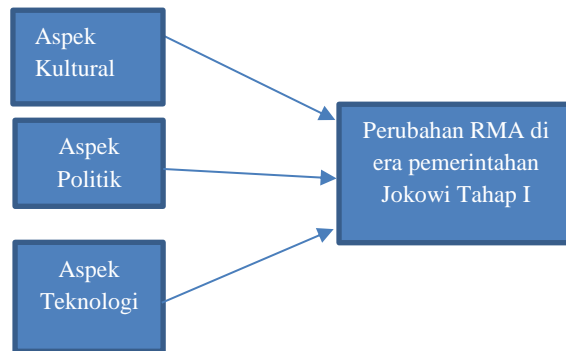 Aspek
Kultural
Aspek
Politik
Aspek
Teknologi
Perubahan RMA di
era pemerintahan
Jokowi Tahap I